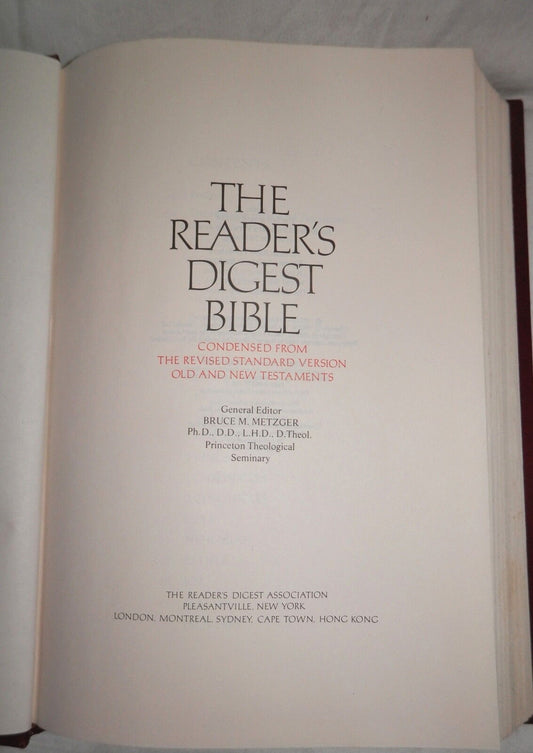 THE
READER'S
DIGEST
BIBLE
CONDENSED FROM
THE REVISED STANDARD VERSION
OLD AND NEW TESTAMENTS
General Editor
BRUCE M. METZGER
Ph.D., D.D., L.H.D., D.Theol.
Princeton Theological
Seminary
THE READER'S DIGEST ASSOCIATION
PLEASANTVILLE, NEW YORK
LONDON, MONTREAL, SYDNEY, CAPE TOWN, HONG KONG